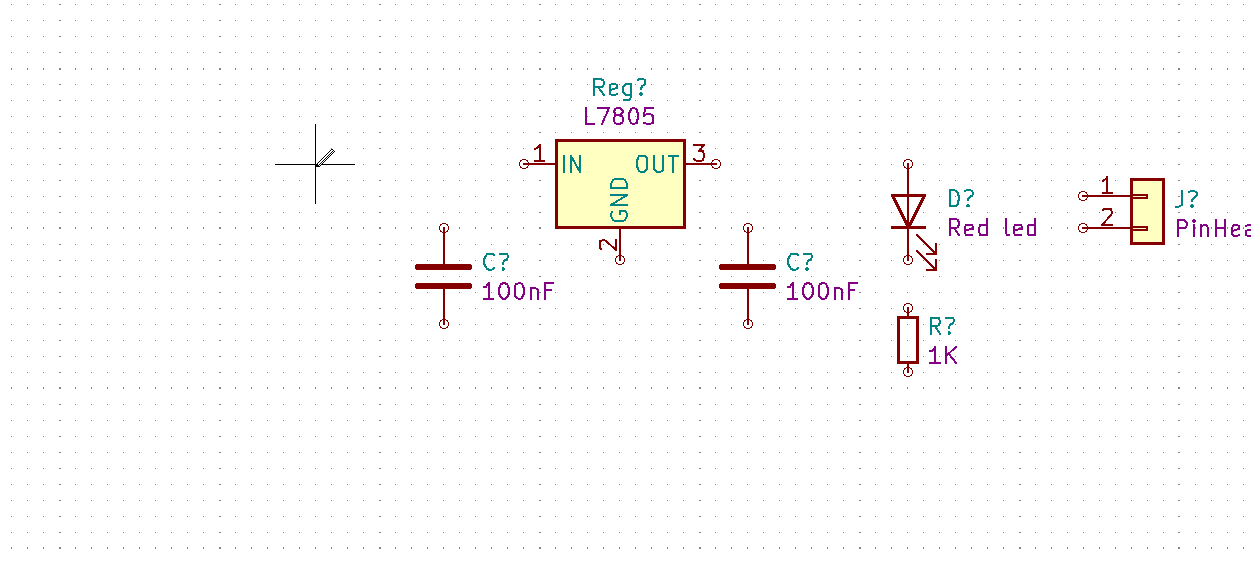 Reg?
L7805
1 IN OUT 3
GND
2
C?
100nF
C?
100nF
D?
Red led
R?
1K
1
2
J?
PinHea